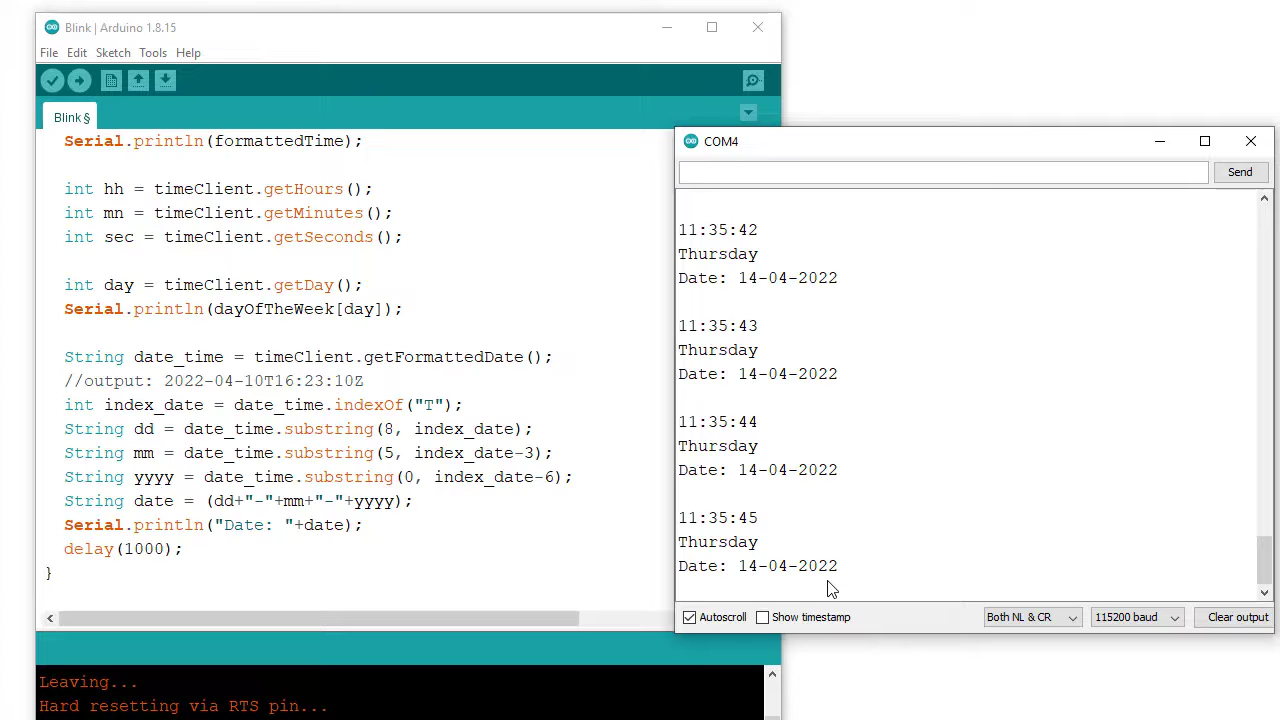 Blink | Arduino 1.8.15
File Edit Sketch Tools Help
Blink §
Serial.println(formattedTime);
int hh = timeClient.getHours();
int mn = timeClient.getMinutes();
int sec = timeClient.getSeconds();
int day = timeClient.getDay();
Serial.println(dayOfTheWeek[day]);
String date_time = timeClient.getFormattedDate();
//output: 2022-04-10T16:23:10Z
int index_date = date_time.indexOf("T");
String dd = date_time.substring(8, index_date);
String mm = date_time.substring(5, index_date-3);
String yyyy = date_time.substring(0, index_date-6);
String date = (dd+"-"+mm+"-"+yyyy);
Serial.println("Date: "+date);
delay(1000);
}
Leaving...
Hard resetting via RTS pin...
COM4
Send
11:35:42
Thursday
Date: 14-04-2022
11:35:43
Thursday
Date: 14-04-2022
11:35:44
Thursday
Date: 14-04-2022
11:35:45
Thursday
Date: 14-04-2022
Autoscroll Show timestamp Both NL & CR 115200 baud Clear output